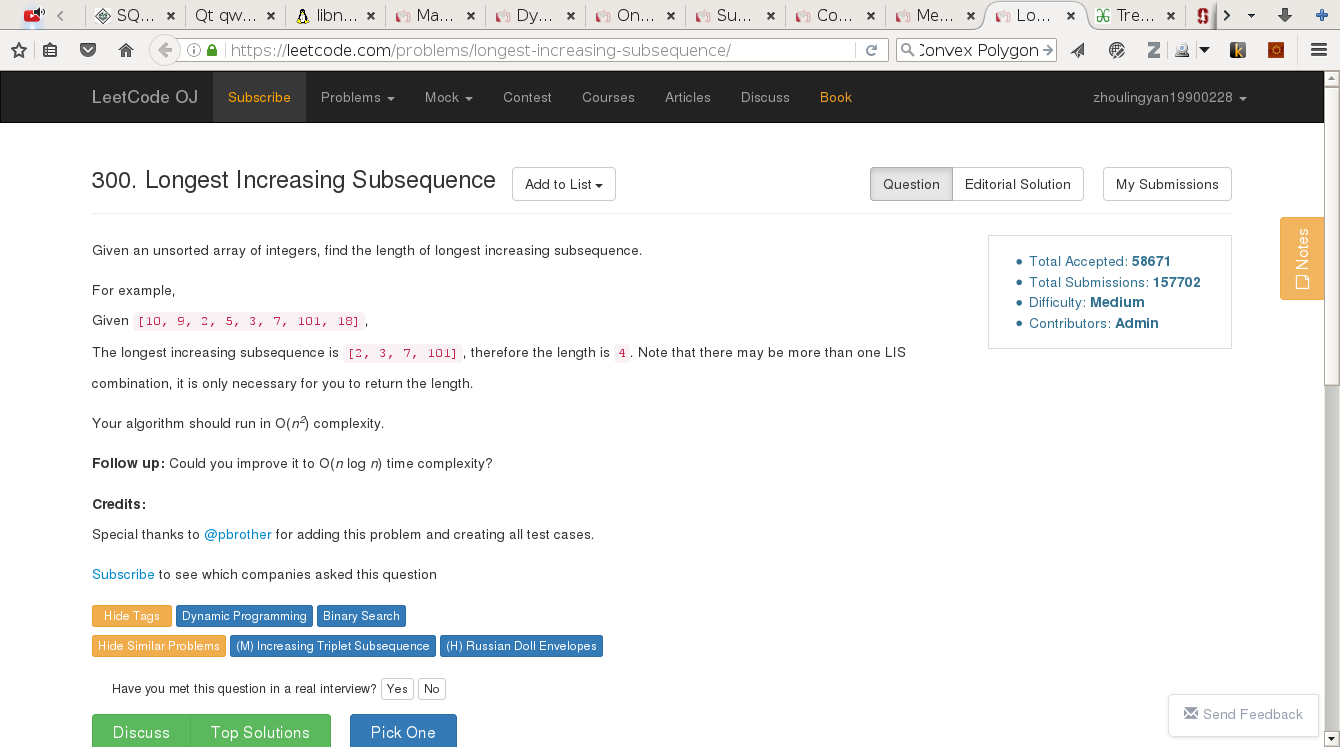 SQ... Qt qw... libn... Ma... Dy... On... Su... Co... Me... Lo... Tre...
https://leetcode.com/problems/longest-increasing-subsequence/ Convex Polygon
LeetCode OJ Subscribe Problems Mock Contest Courses Articles Discuss Book zhoulingyan19900228
300. Longest Increasing Subsequence Add to List Question Editorial Solution My Submissions
Notes
Given an unsorted array of integers, find the length of longest increasing subsequence.
Total Accepted: 58671
Total Submissions: 157702
Difficulty: Medium
Contributors: Admin
For example,
Given [10, 9, 2, 5, 3, 7, 101, 18],
The longest increasing subsequence is [2, 3, 7, 101], therefore the length is 4. Note that there may be more than one LIS
combination, it is only necessary for you to return the length.
Your algorithm should run in O(n²) complexity.
Follow up: Could you improve it to O(n log n) time complexity?
Credits:
Special thanks to @pbrother for adding this problem and creating all test cases.
Subscribe to see which companies asked this question
Hide Tags Dynamic Programming Binary Search
Hide Similar Problems (M) Increasing Triplet Subsequence (H) Russian Doll Envelopes
Have you met this question in a real interview? Yes No
Discuss Top Solutions Pick One
Send Feedback